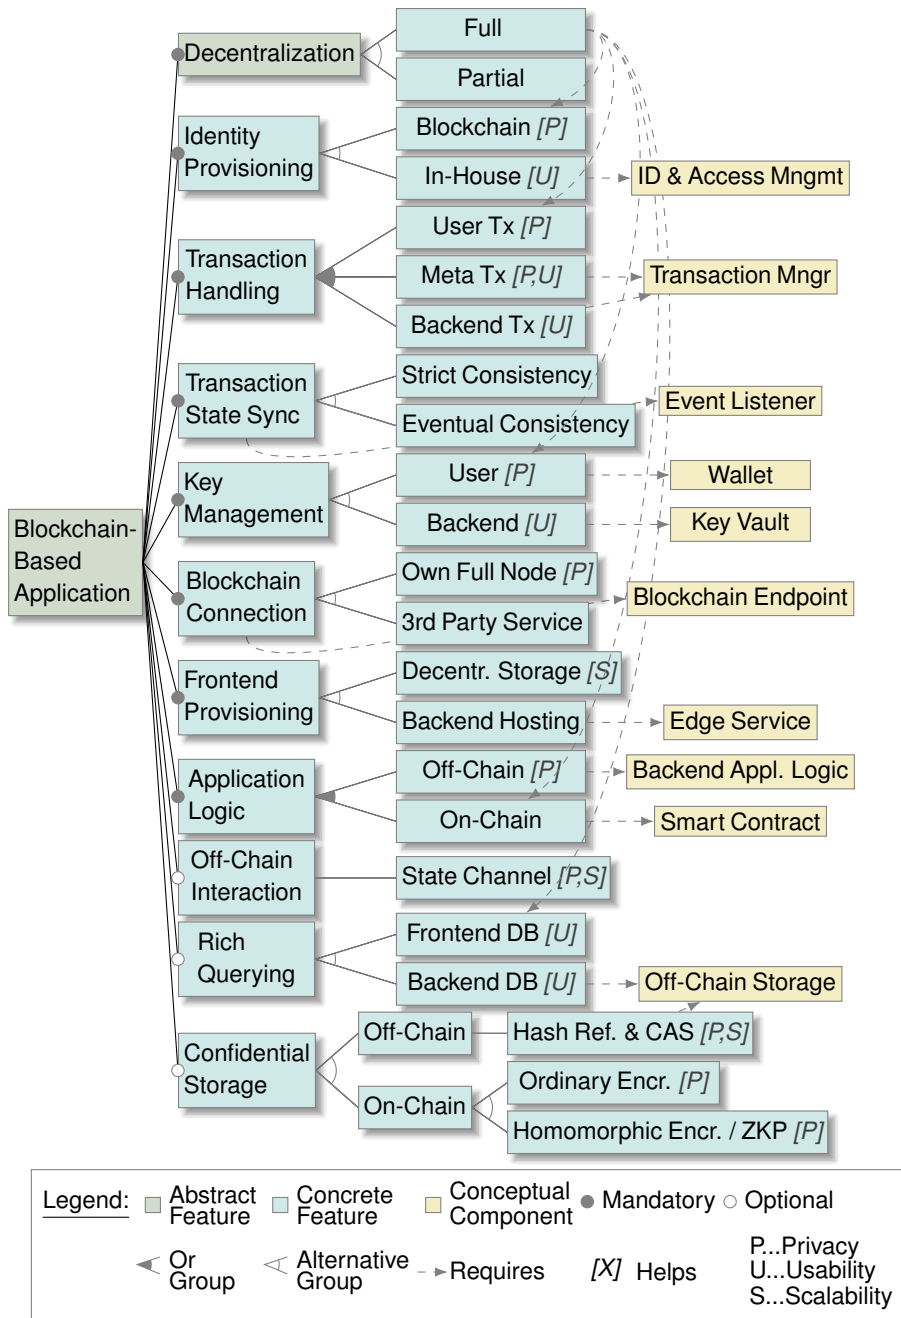 Full
Decentralization
Partial
Identity
Provisioning
Blockchain [P]
In-House [U]
ID & Access Mngmt
User Tx [P]
Transaction
Handling
Meta Tx [P,U]
Transaction Mngr
Backend Tx [U]
Strict Consistency
Transaction
State Sync
Event Listener
Eventual Consistency
Key
Management
User [P]
Wallet
Backend [U]
Key Vault
Blockchain-
Based
Application
Own Full Node [P]
Blockchain
Connection
Blockchain Endpoint
3rd Party Service
Decentr. Storage [S]
Frontend
Provisioning
Backend Hosting
Edge Service
Off-Chain [P]
Backend Appl. Logic
Application
Logic
On-Chain
Smart Contract
Off-Chain
Interaction
State Channel [P,S]
Rich
Querying
Frontend DB [U]
Backend DB [U]
Off-Chain Storage
Off-Chain
Hash Ref. & CAS [P,S]
Confidential
Storage
Ordinary Encr. [P]
On-Chain
Homomorphic Encr. / ZKP [P]
Legend:
Abstract
Feature
Concrete
Feature
Conceptual
Component
Mandatory
Optional
Or
Group
Alternative
Group
Requires
[X] Helps
P...Privacy
U...Usability
S...Scalability